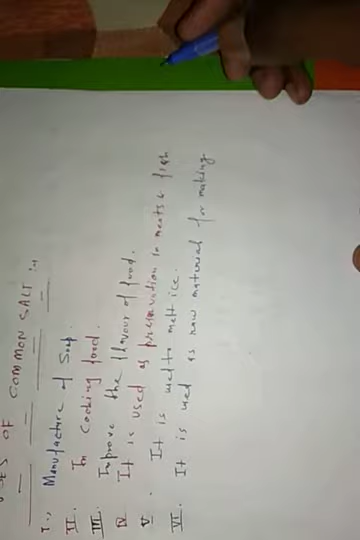 USES OF COMMON SALT :-
I., Manufacture of Soap.
II. In Cooking food.
III. Improve the flavour of food.
IV It is used as preservation in meats & fish
V. It is used to melt ice.
VI. It is used as raw material for making